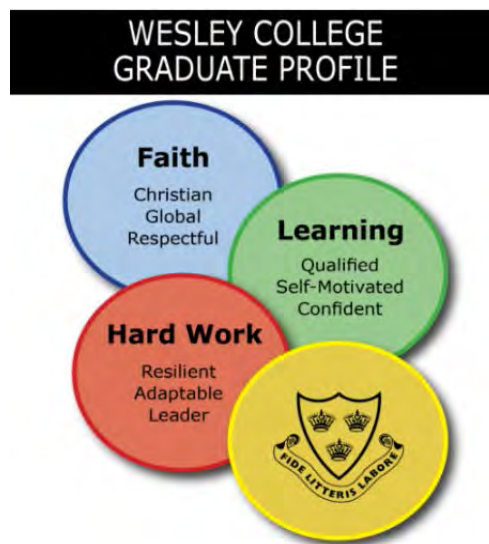 WESLEY COLLEGE
GRADUATE PROFILE
Faith
Christian
Global
Respectful
Learning
Qualified
Self-Motivated
Confident
Hard Work
Resilient
Adaptable
Leader
FIDE LITTERIS LABORE